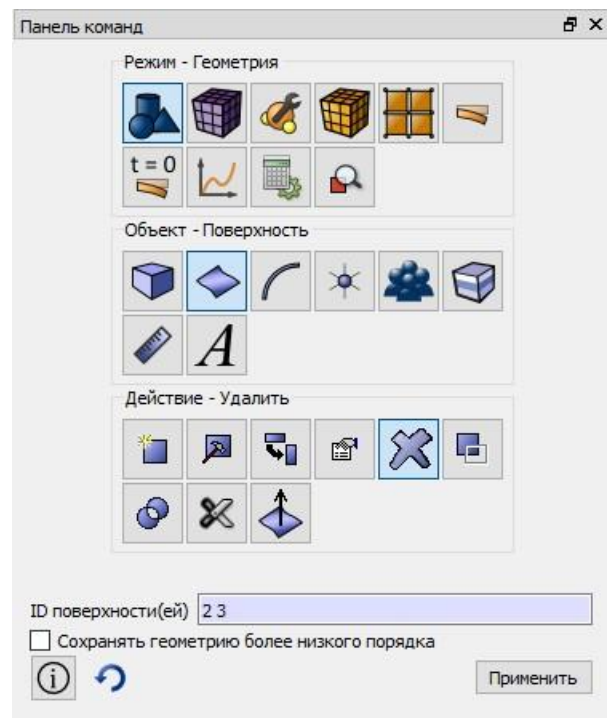 Панель команд
Режим - Геометрия
t = 0
Объект - Поверхность
A
Действие - Удалить
ID поверхности(ей) 2 3
Сохранять геометрию более низкого порядка
Применить